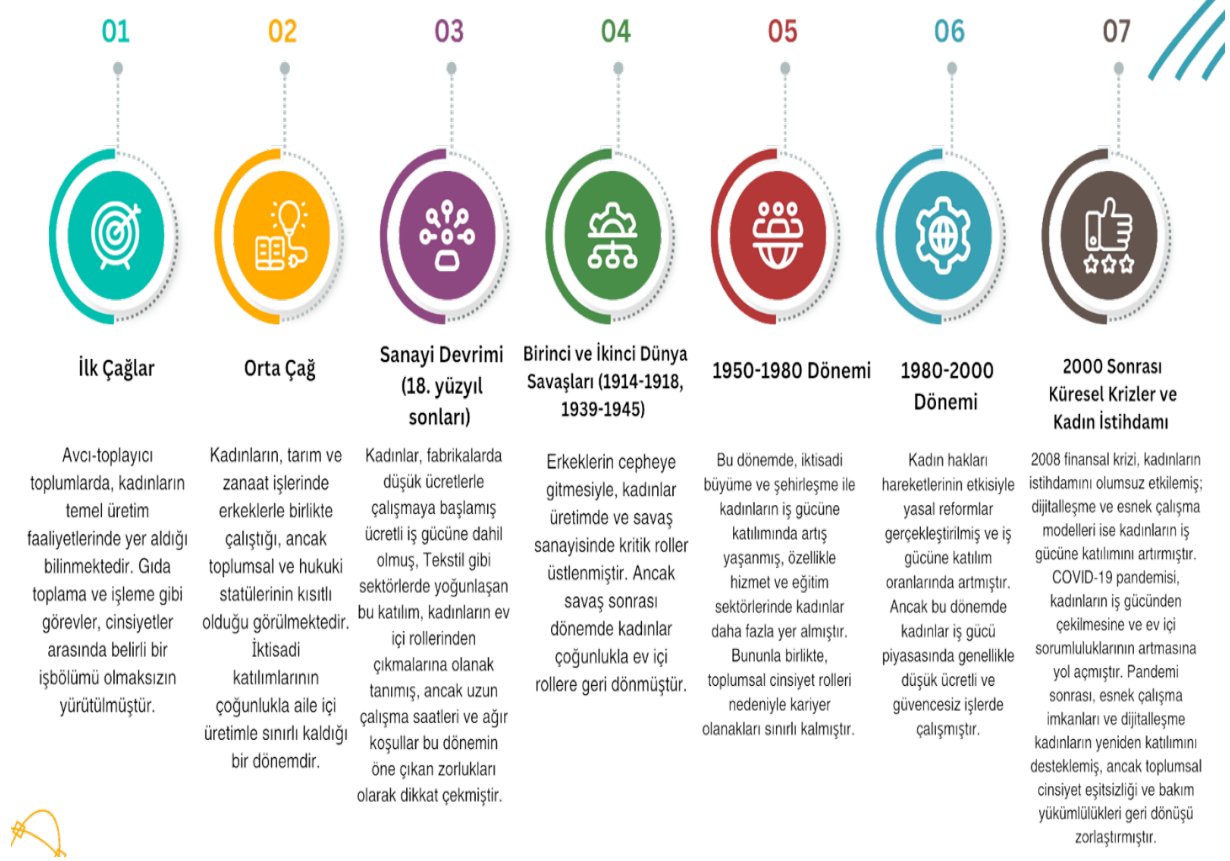 01
İlk Çağlar
Avcı-toplayıcı
toplumlarda, kadınların
temel üretim
faaliyetlerinde yer aldığı
bilinmektedir. Gıda
toplama ve işleme gibi
görevler, cinsiyetler
arasında belirli bir
işbölümü olmaksızın
yürütülmüştür.
02
Orta Çağ
Kadınların, tarım ve
zanaat işlerinde
erkeklerle birlikte
çalıştığı, ancak
toplumsal ve hukuki
statülerinin kısıtlı
olduğu görülmektedir.
İktisadi
katılımlarının
çoğunlukla aile içi
üretimle sınırlı kaldığı
bir dönemdir.
03
Sanayi Devrimi
(18. yüzyıl
sonları)
Kadınlar, fabrikalarda
düşük ücretlerle
çalışmaya başlamış
ücretli iş gücüne dahil
olmuş, Tekstil gibi
sektörlerde yoğunlaşan
bu katılım, kadınların ev
içi rollerinden
çıkmalarına olanak
tanımış, ancak uzun
çalışma saatleri ve ağır
koşullar bu dönemin
öne çıkan zorlukları
olarak dikkat çekmiştir.
04
Birinci ve İkinci Dünya
Savaşları (1914-1918,
1939-1945)
Erkeklerin cepheye
gitmesiyle, kadınlar
üretimde ve savaş
sanayisinde kritik roller
üstlenmiştir. Ancak
savaş sonrası
dönemde kadınlar
çoğunlukla ev içi
rollere geri dönmüştür.
05
1950-1980 Dönemi
Bu dönemde, iktisadi
büyüme ve şehirleşme ile
kadınların iş gücüne
katılımında artış
yaşanmış, özellikle
hizmet ve eğitim
sektörlerinde kadınlar
daha fazla yer almıştır.
Bununla birlikte,
toplumsal cinsiyet rolleri
nedeniyle kariyer
olanakları sınırlı kalmıştır.
06
1980-2000
Dönemi
Kadın hakları
hareketlerinin etkisiyle
yasal reformlar
gerçekleştirilmiş ve iş
gücüne katılım
oranlarında artmıştır.
Ancak bu dönemde
kadınlar iş gücü
piyasasında genellikle
düşük ücretli ve
güvencesiz işlerde
çalışmıştır.
07
2000 Sonrası
Küresel Krizler ve
Kadın İstihdamı
2008 finansal krizi, kadınların
istihdamını olumsuz etkilemiş;
dijitalleşme ve esnek çalışma
modelleri ise kadınların iş
gücüne katılımını artırmıştır.
COVID-19 pandemisi,
kadınların iş gücünden
çekilmesine ve ev içi
sorumluluklarının artmasına
yol açmıştır. Pandemi
sonrası, esnek çalışma
imkanları ve dijitalleşme
kadınların yeniden katılımını
desteklemiş, ancak toplumsal
cinsiyet eşitsizliği ve bakım
yükümlülükleri geri dönüşü
zorlaştırmıştır.